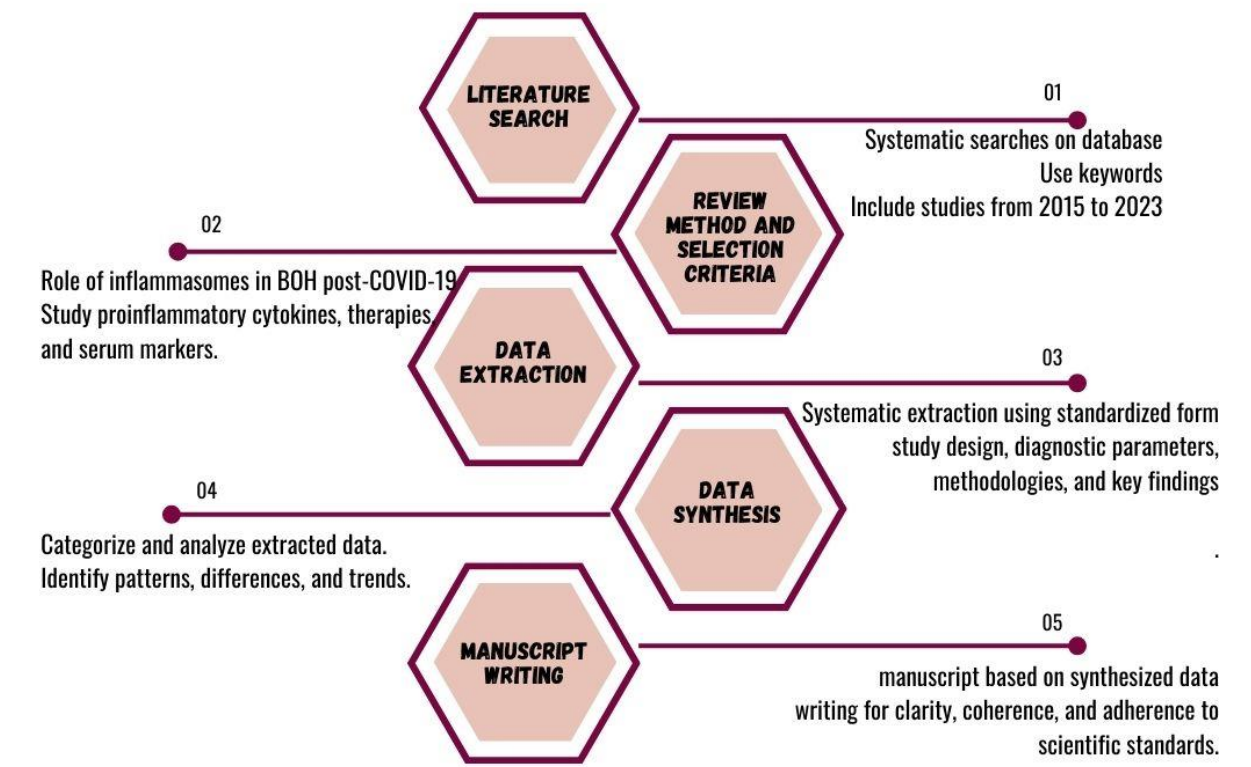 LITERATURE
SEARCH
01
Systematic searches on database
Use keywords
Include studies from 2015 to 2023
REVIEW
METHOD AND
SELECTION
CRITERIA
02
Role of inflammasomes in BOH post-COVID-19
Study proinflammatory cytokines, therapies,
and serum markers.
DATA
EXTRACTION
03
Systematic extraction using standardized form
study design, diagnostic parameters,
methodologies, and key findings
.
DATA
SYNTHESIS
04
Categorize and analyze extracted data.
Identify patterns, differences, and trends.
MANUSCRIPT
WRITING
05
manuscript based on synthesized data
writing for clarity, coherence, and adherence to
scientific standards.